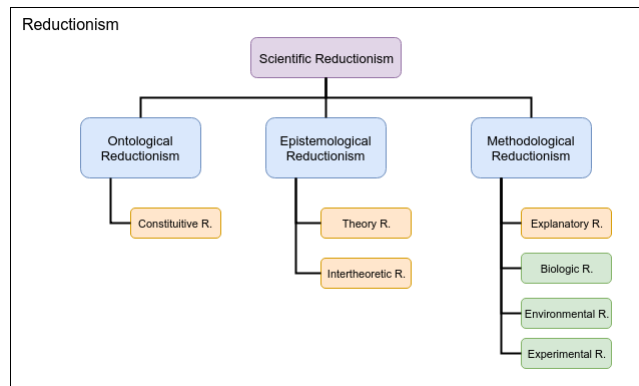 Reductionism
Scientific Reductionism
Ontological
Reductionism
Epistemological
Reductionism
Methodological
Reductionism
Constituitive R.
Theory R.
Explanatory R.
Intertheoretic R.
Biologic R.
Environmental R.
Experimental R.